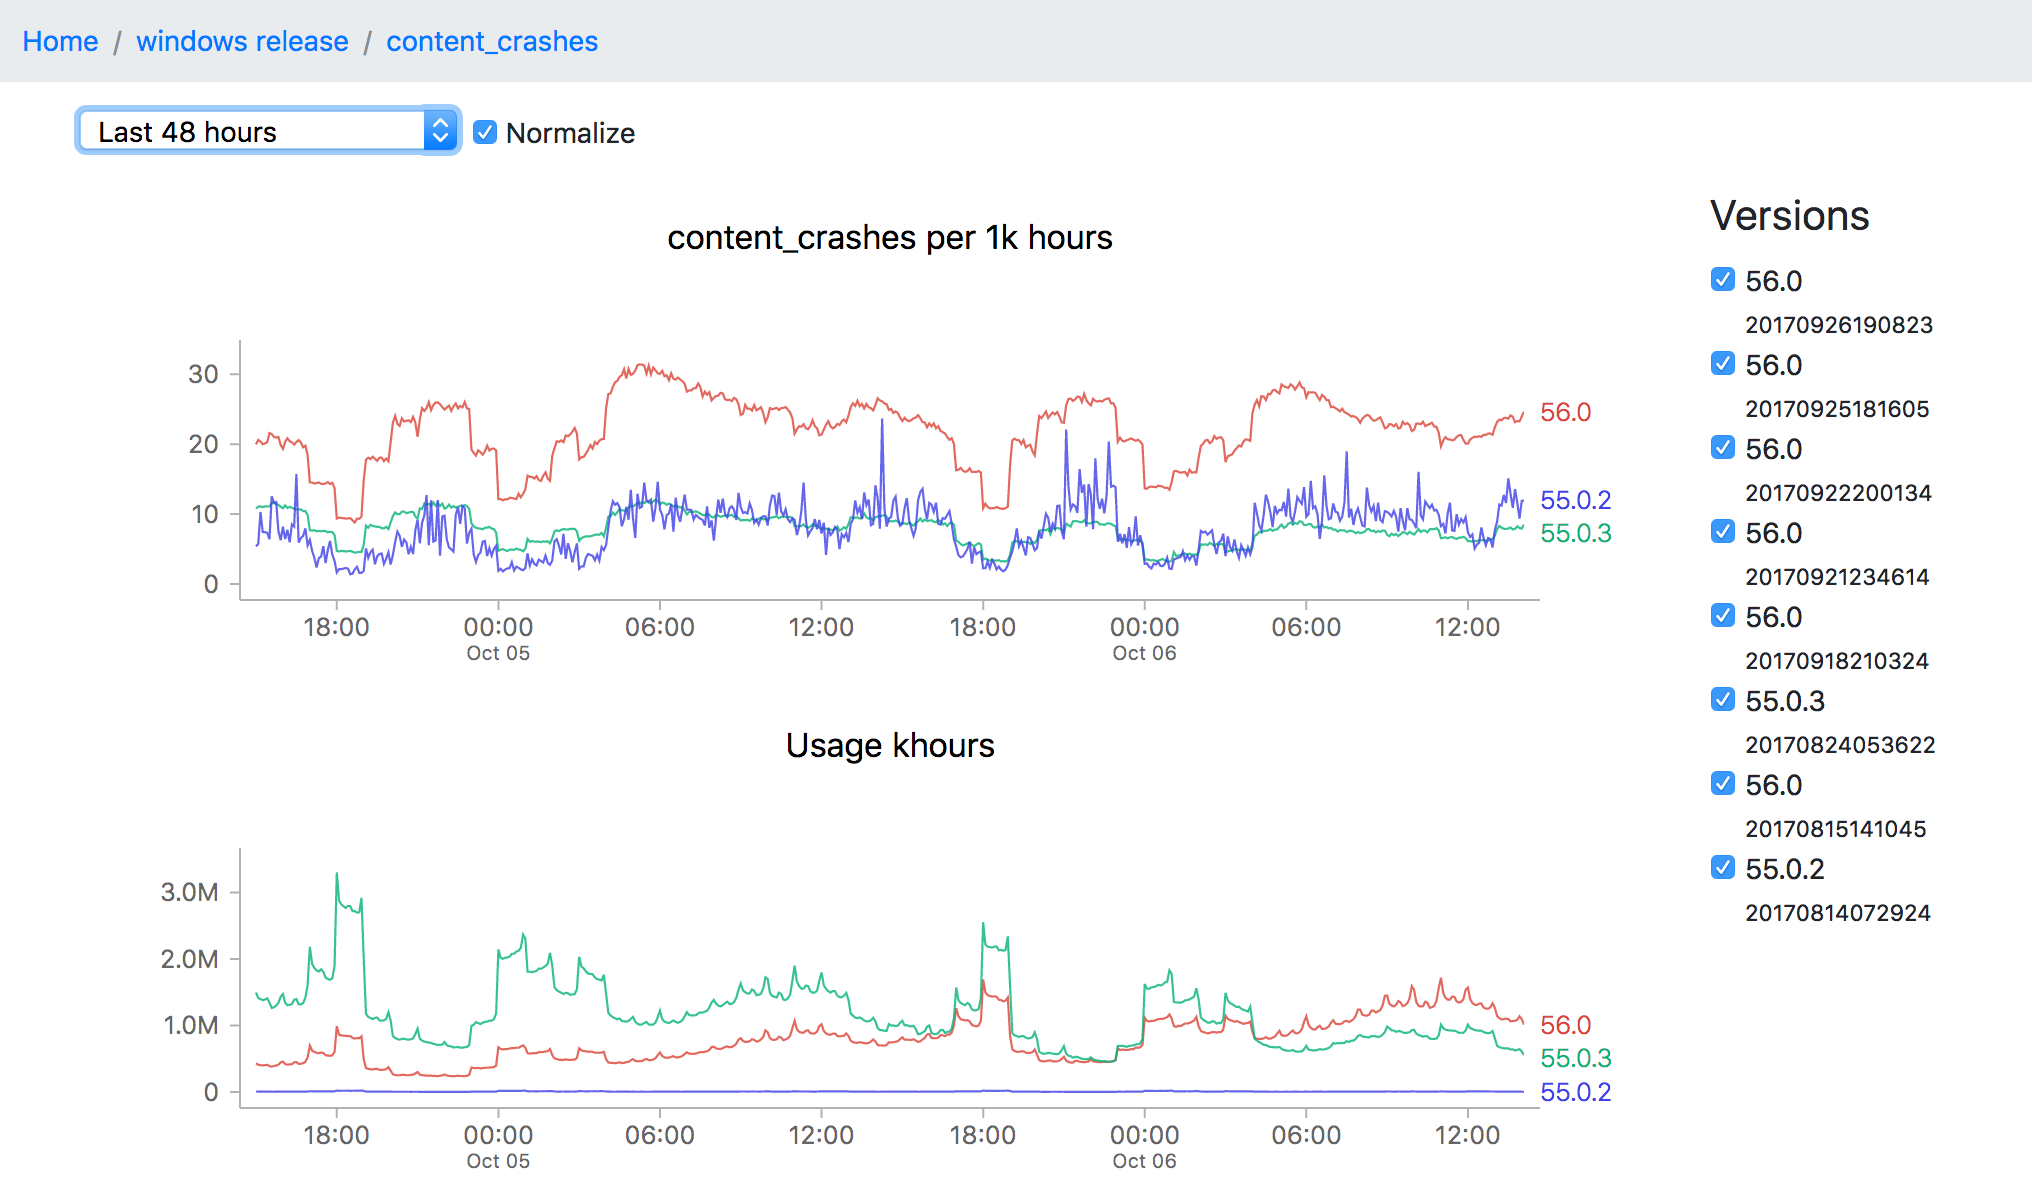 Home / windows release / content_crashes
Last 48 hours Normalize
content_crashes per 1k hours
30
20
10
0
56.0
55.0.2
55.0.3
18:00 00:00 06:00 12:00 18:00 00:00 06:00 12:00
Oct 05 Oct 06
Usage khours
3.0M
2.0M
1.0M
0
56.0
55.0.3
55.0.2
18:00 00:00 06:00 12:00 18:00 00:00 06:00 12:00
Oct 05 Oct 06
Versions
56.0
20170926190823
56.0
20170925181605
56.0
20170922200134
56.0
20170921234614
56.0
20170918210324
55.0.3
20170824053622
56.0
20170815141045
55.0.2
20170814072924